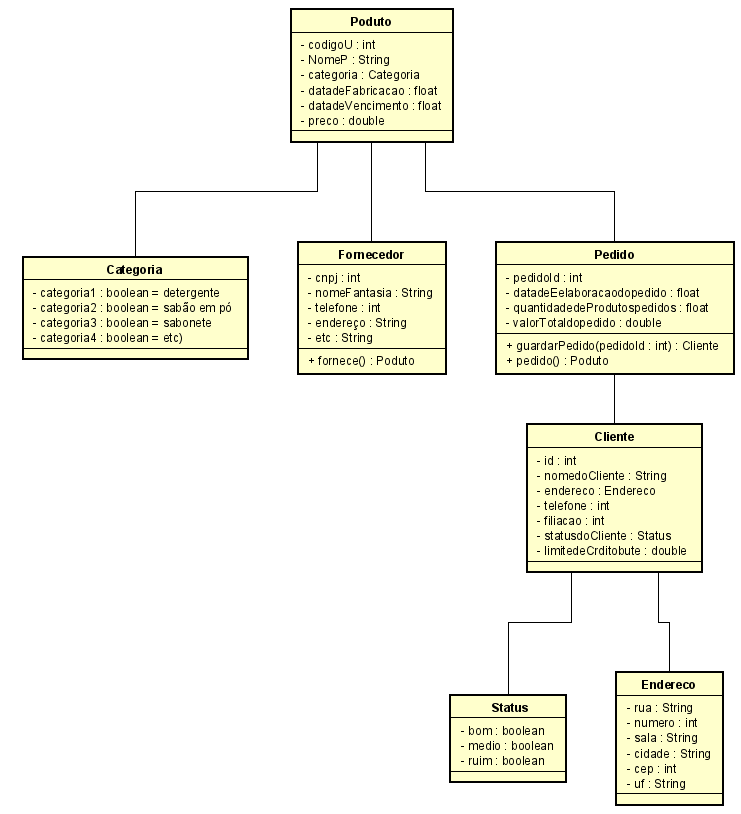 Poduto
- codigoU : int
- NomeP : String
- categoria : Categoria
- datadeFabricacao : float
- datadeVencimento : float
- preco : double
Categoria
- categoria1 : boolean = detergente
- categoria2 : boolean = sabão em pó
- categoria3 : boolean = sabonete
- categoria4 : boolean = etc)
Fornecedor
- cnpj : int
- nomeFantasia : String
- telefone : int
- endereço : String
- etc : String
+ fornece() : Poduto
Pedido
- pedidoId : int
- datadeEelaboracaodopedido : float
- quantidadedeProdutospedidos : float
- valorTotaldopedido : double
+ guardarPedido(pedidoId : int) : Cliente
+ pedido() : Poduto
Cliente
- id : int
- nomedoCliente : String
- endereco : Endereco
- telefone : int
- filiacao : int
- statusdoCliente : Status
- limitedeCrditobute : double
Status
- bom : boolean
- medio : boolean
- ruim : boolean
Endereco
- rua : String
- numero : int
- sala : String
- cidade : String
- cep : int
- uf : String